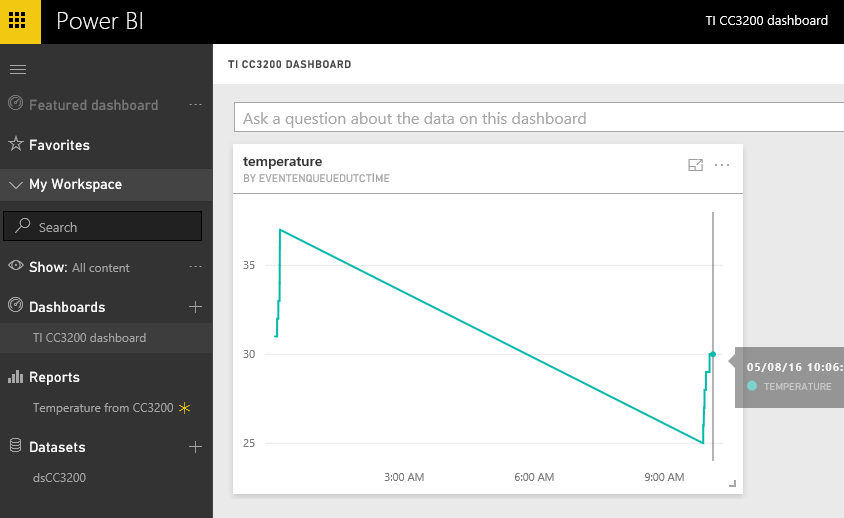 Power BI
TI CC3200 dashboard
TI CC3200 DASHBOARD
Featured dashboard
Favorites
My Workspace
Search
Show: All content
Dashboards
TI CC3200 dashboard
Reports
Temperature from CC3200
Datasets
dsCC3200
Ask a question about the data on this dashboard
temperature
BY EVENTENQUEUEDUTCTİME
35
30
25
3:00 AM
6:00 AM
9:00 AM
05/08/16 10:06:
TEMPERATURE